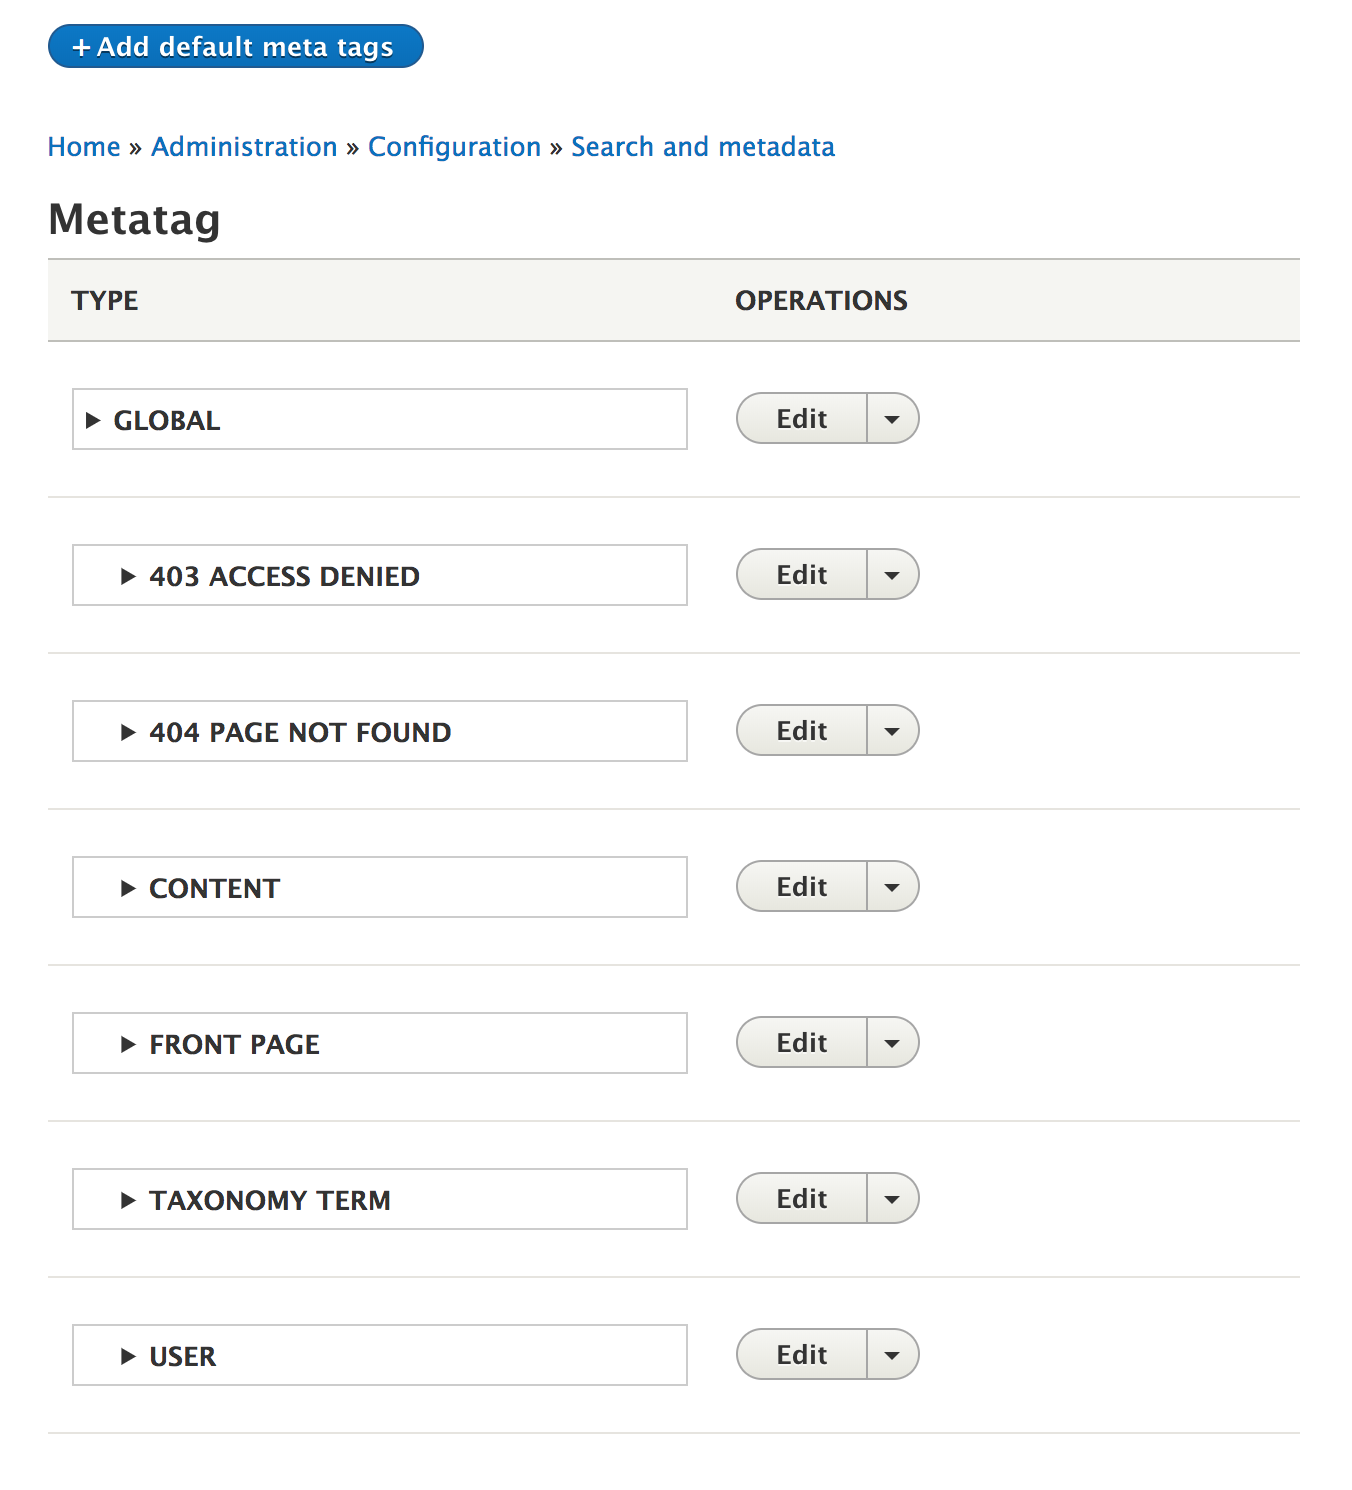 + Add default meta tags
Home » Administration » Configuration » Search and metadata
Metatag
TYPE OPERATIONS
GLOBAL Edit
403 ACCESS DENIED Edit
404 PAGE NOT FOUND Edit
CONTENT Edit
FRONT PAGE Edit
TAXONOMY TERM Edit
USER Edit